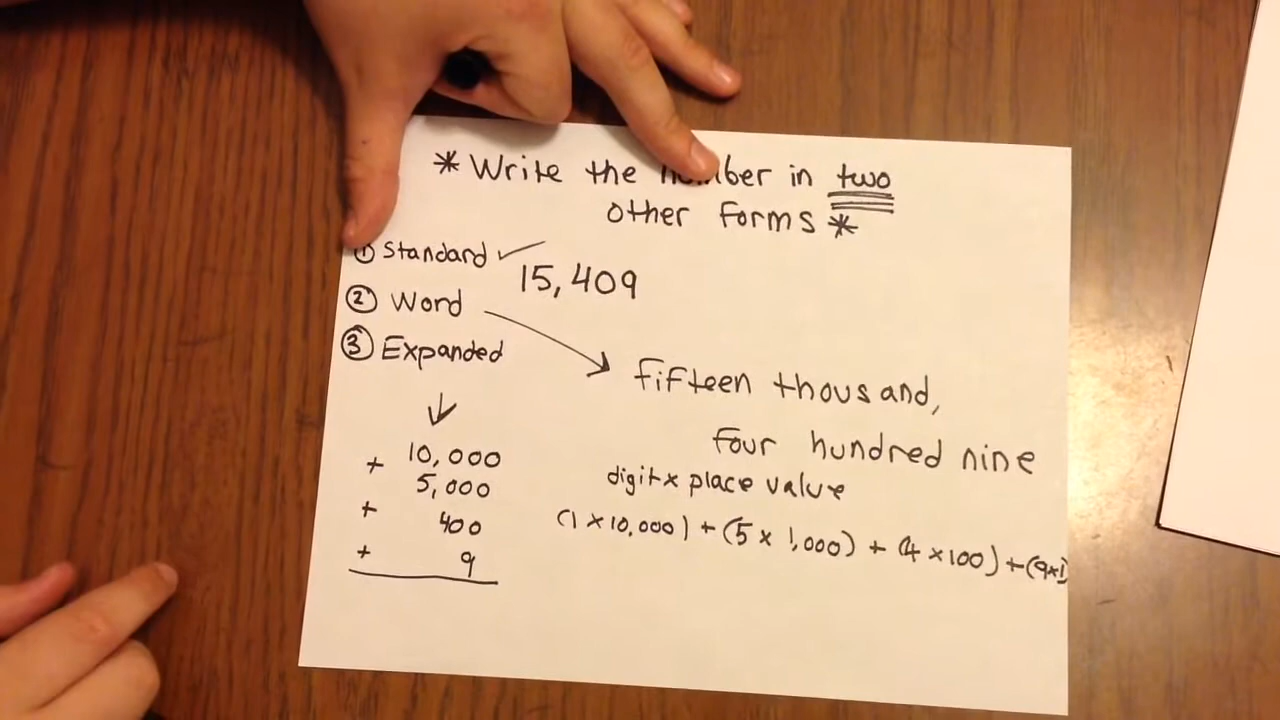 *Write the number in two
other forms*
① Standard ✓
15,409
② Word
③ Expanded
fifteen thousand,
four hundred nine
digit x place value
(1 x 10,000) + (5 x 1,000) + (4 x 100) + (9x1)
10,000
+ 5,000
+ 400
+ 9